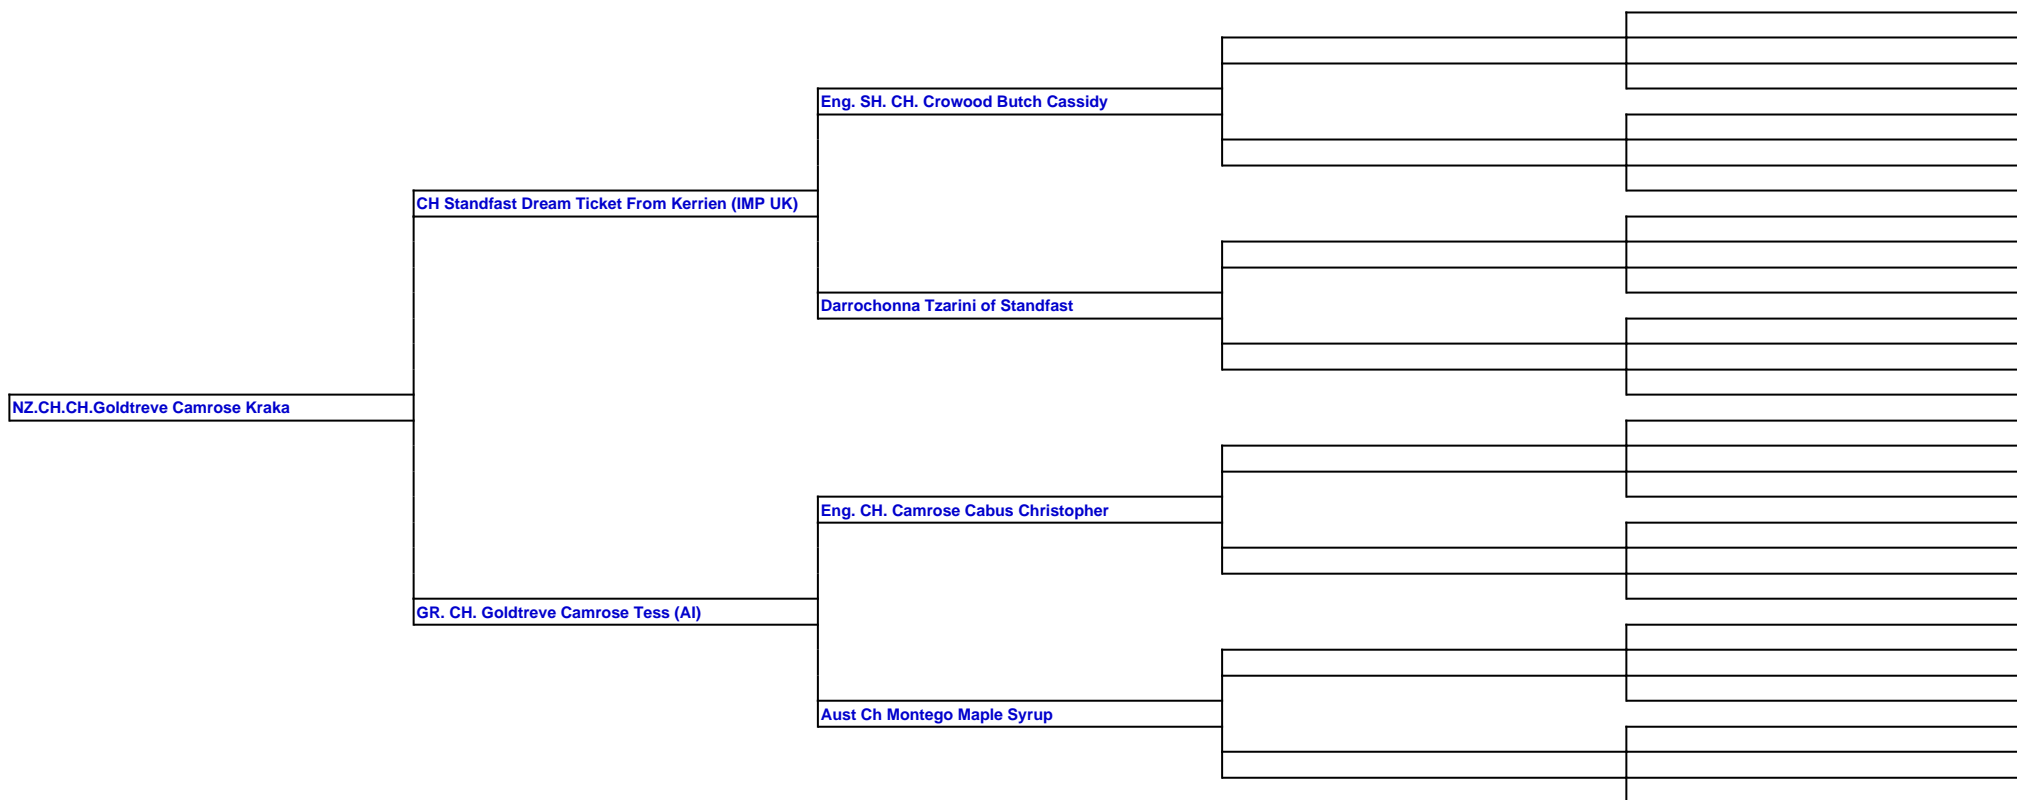 Eng. SH. CH. Crowood Butch Cassidy
CH Standfast Dream Ticket From Kerrien (IMP UK)
Darrochonna Tzarini of Standfast
NZ.CH.CH.Goldtreve Camrose Kraka
Eng. CH. Camrose Cabus Christopher
GR. CH. Goldtreve Camrose Tess (AI)
Aust Ch Montego Maple Syrup